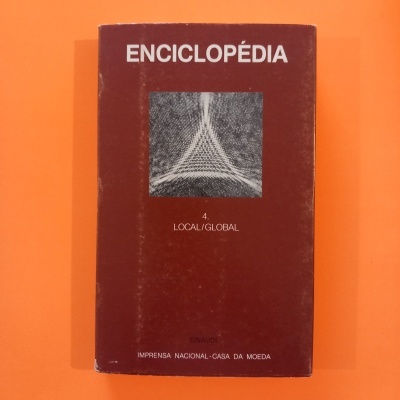 ENCICLOPÉDIA
4.
LOCAL/GLOBAL
EINAUDI
IMPRENSA NACIONAL-CASA DA MOEDA